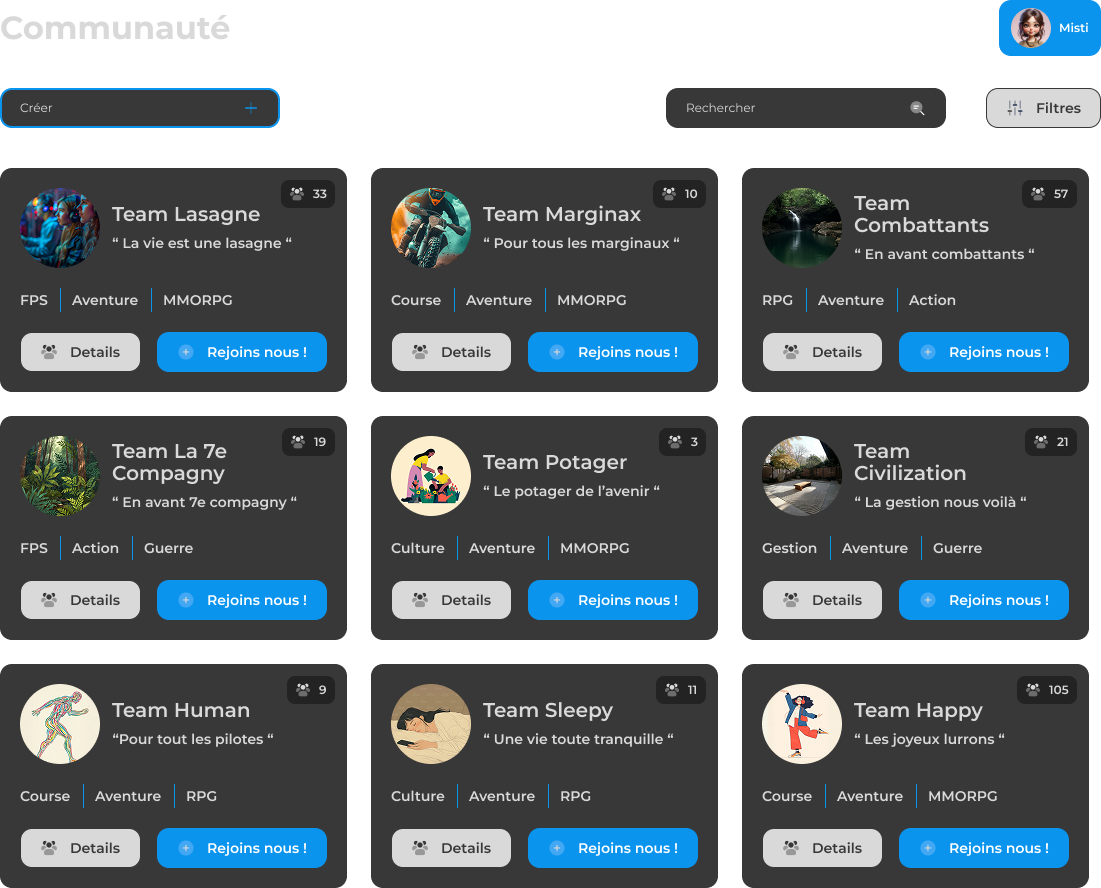 Communauté
Misti
Créer
Rechercher
Filtres
33
Team Lasagne
“ La vie est une lasagne “
FPS
Aventure
MMORPG
Details
Rejoins nous !
10
Team Marginax
“ Pour tous les marginaux “
Course
Aventure
MMORPG
Details
Rejoins nous !
57
Team
Combattants
“ En avant combattants “
RPG
Aventure
Action
Details
Rejoins nous !
19
Team La 7e
Compagny
“ En avant 7e compagny “
FPS
Action
Guerre
Details
Rejoins nous !
3
Team Potager
“ Le potager de l’avenir “
Culture
Aventure
MMORPG
Details
Rejoins nous !
21
Team
Civilization
“ La gestion nous voilà “
Gestion
Aventure
Guerre
Details
Rejoins nous !
9
Team Human
“Pour tout les pilotes “
Course
Aventure
RPG
Details
Rejoins nous !
11
Team Sleepy
“ Une vie toute tranquille “
Culture
Aventure
RPG
Details
Rejoins nous !
105
Team Happy
“ Les joyeux lurrons “
Course
Aventure
MMORPG
Details
Rejoins nous !